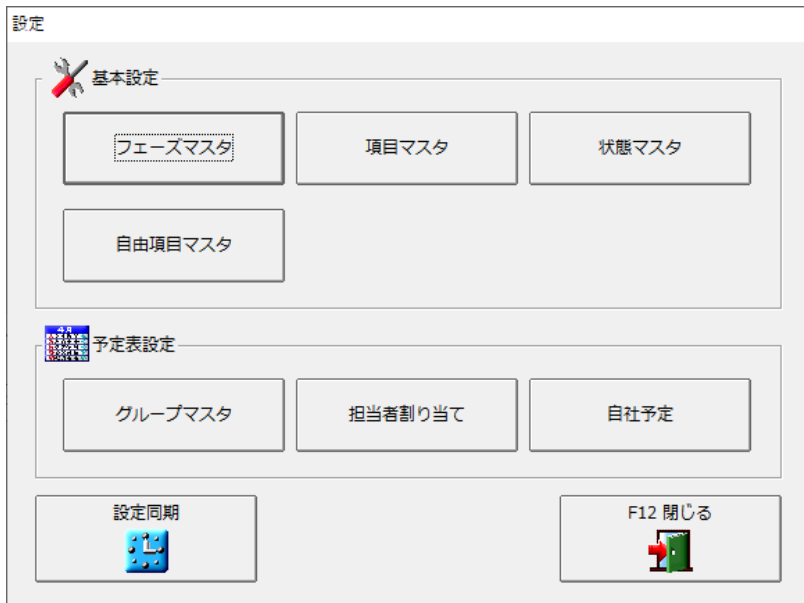 設定
基本設定
フェーズマスタ
項目マスタ
状態マスタ
自由項目マスタ
予定表設定
グループマスタ
担当者割り当て
自社予定
設定同期
F12 閉じる